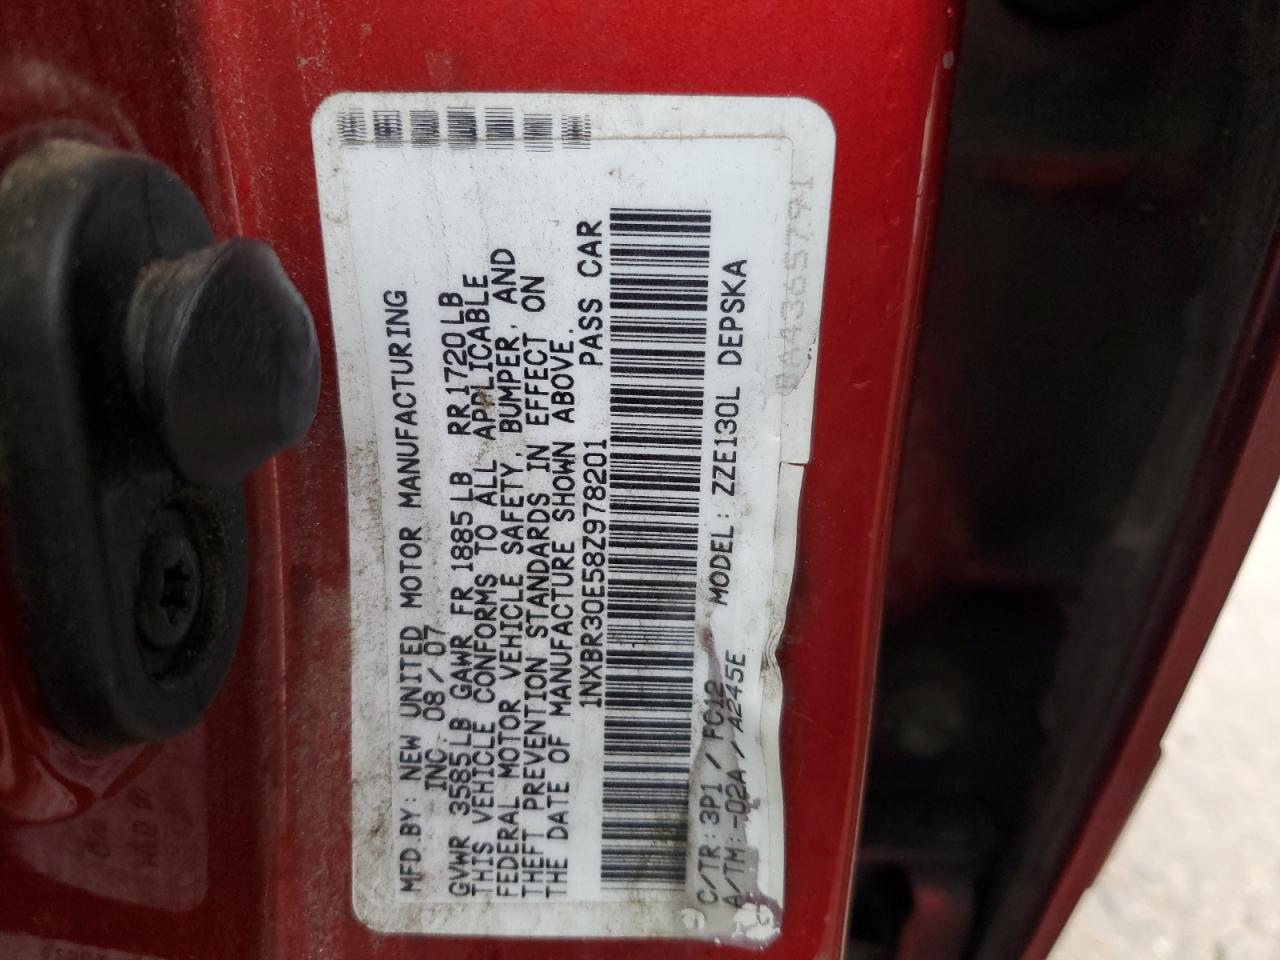 MFD BY: NEW UNITED MOTOR MANUFACTURING
INC. 08/07
GVWR 3585LB GAWR FR 1885LB RR 1720LB
THIS VEHICLE CONFORMS TO ALL APPLICABLE
FEDERAL MOTOR VEHICLE SAFETY, BUMPER, AND
THEFT PREVENTION STANDARDS IN EFFECT ON
THE DATE OF MANUFACTURE SHOWN ABOVE.
1NXBR30E58Z978201 PASS CAR
C/TR: 3P1 / FC12 MODEL: ZZE130L DEPSKA
A/TM: -02A / A245E